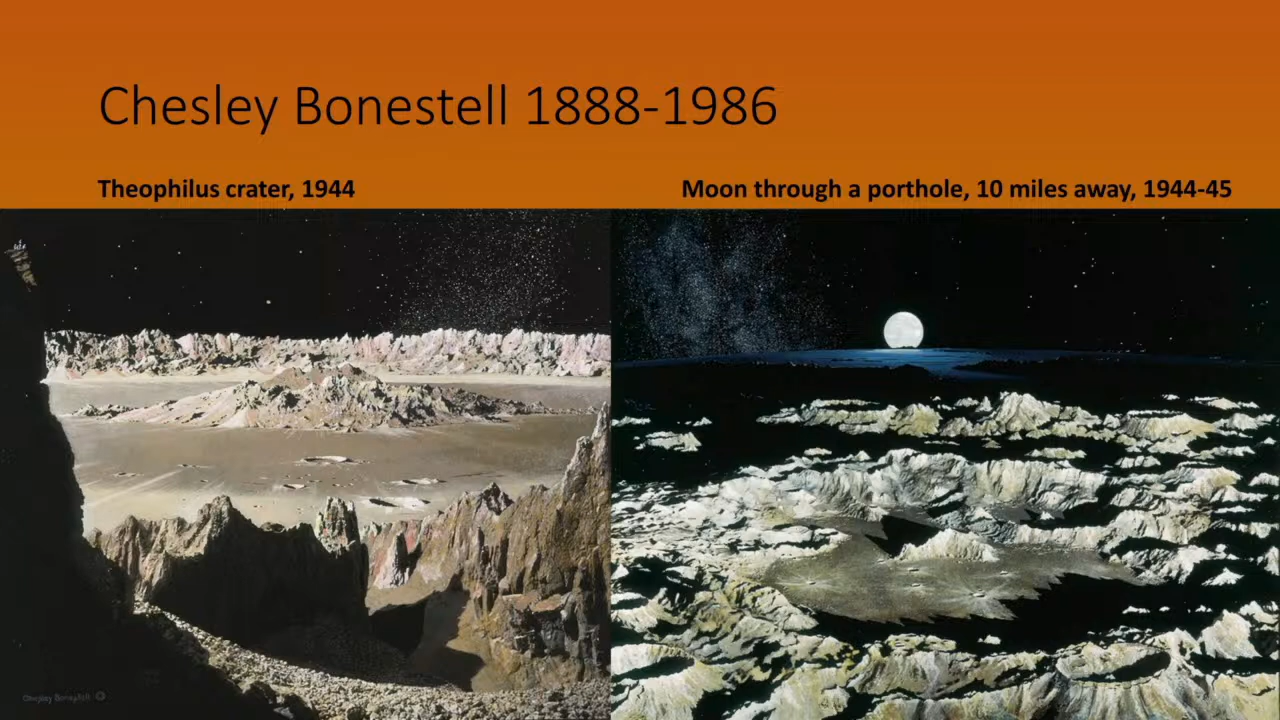 Chesley Bonestell 1888-1986
Theophilus crater, 1944
Moon through a porthole, 10 miles away, 1944-45
Chesley Bonestell